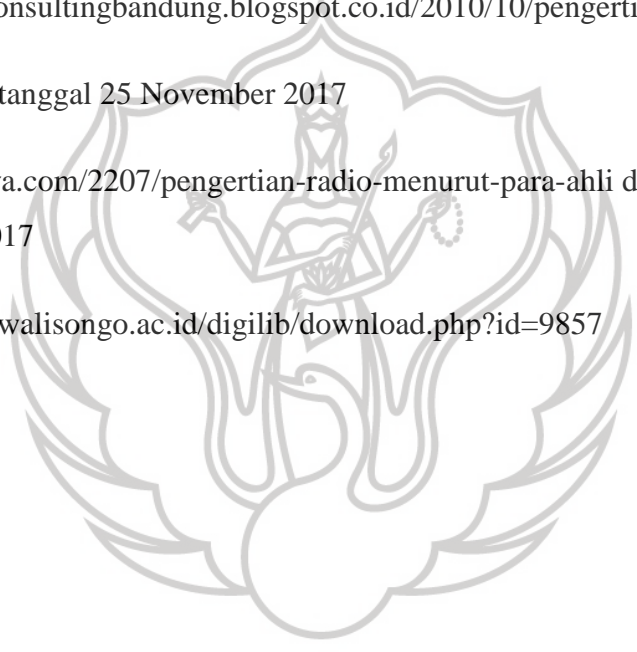 onsultingbandung.blogspot.co.id/2010/10/pengerti
tanggal 25 November 2017
va.com/2207/pengertian-radio-menurut-para-ahli d
017
walisongo.ac.id/digilib/download.php?id=9857